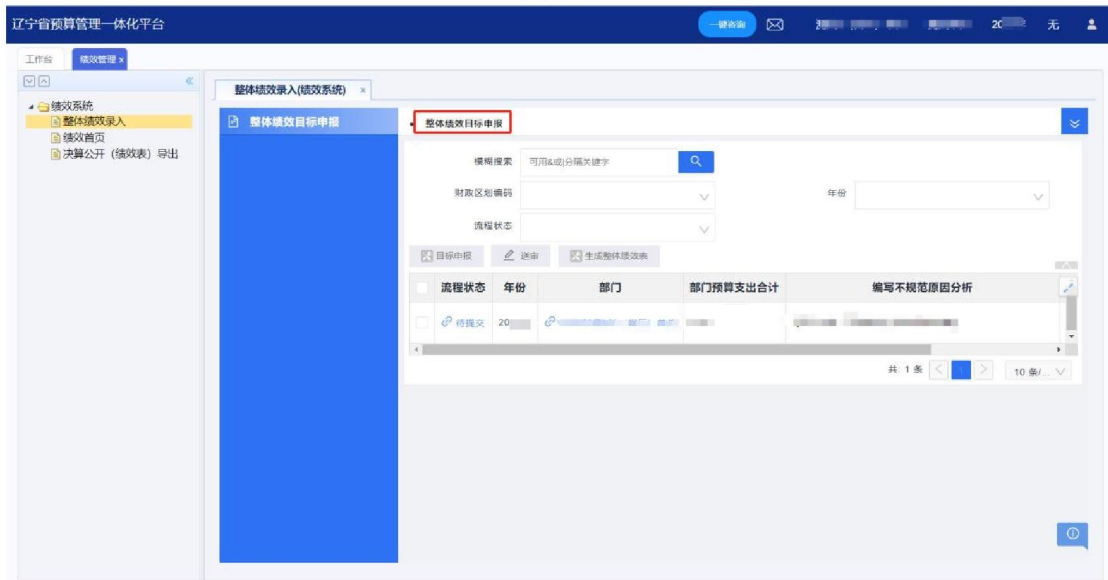 辽宁省预算管理一体化平台
一键咨询
20
无
工作台
绩效管理 x
绩效系统
整体绩效录入
绩效首页
决算公开（绩效表）导出
整体绩效录入(绩效系统) ×
整体绩效目标申报
整体绩效目标申报
模糊搜索 可用&或|分隔关键字
财政区划编码 年份
流程状态
目标申报 送审 生成整体绩效表
流程状态 年份 部门 部门预算支出合计 编写不规范原因分析
待提交 20
共 1 条 < 1 > 10 条/...